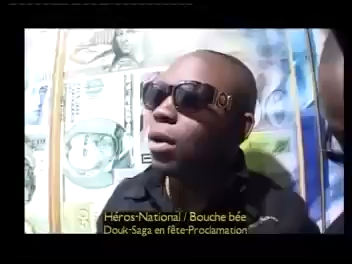 Héros-National / Bouche bée
Douk-Saga en fête-Proclamation